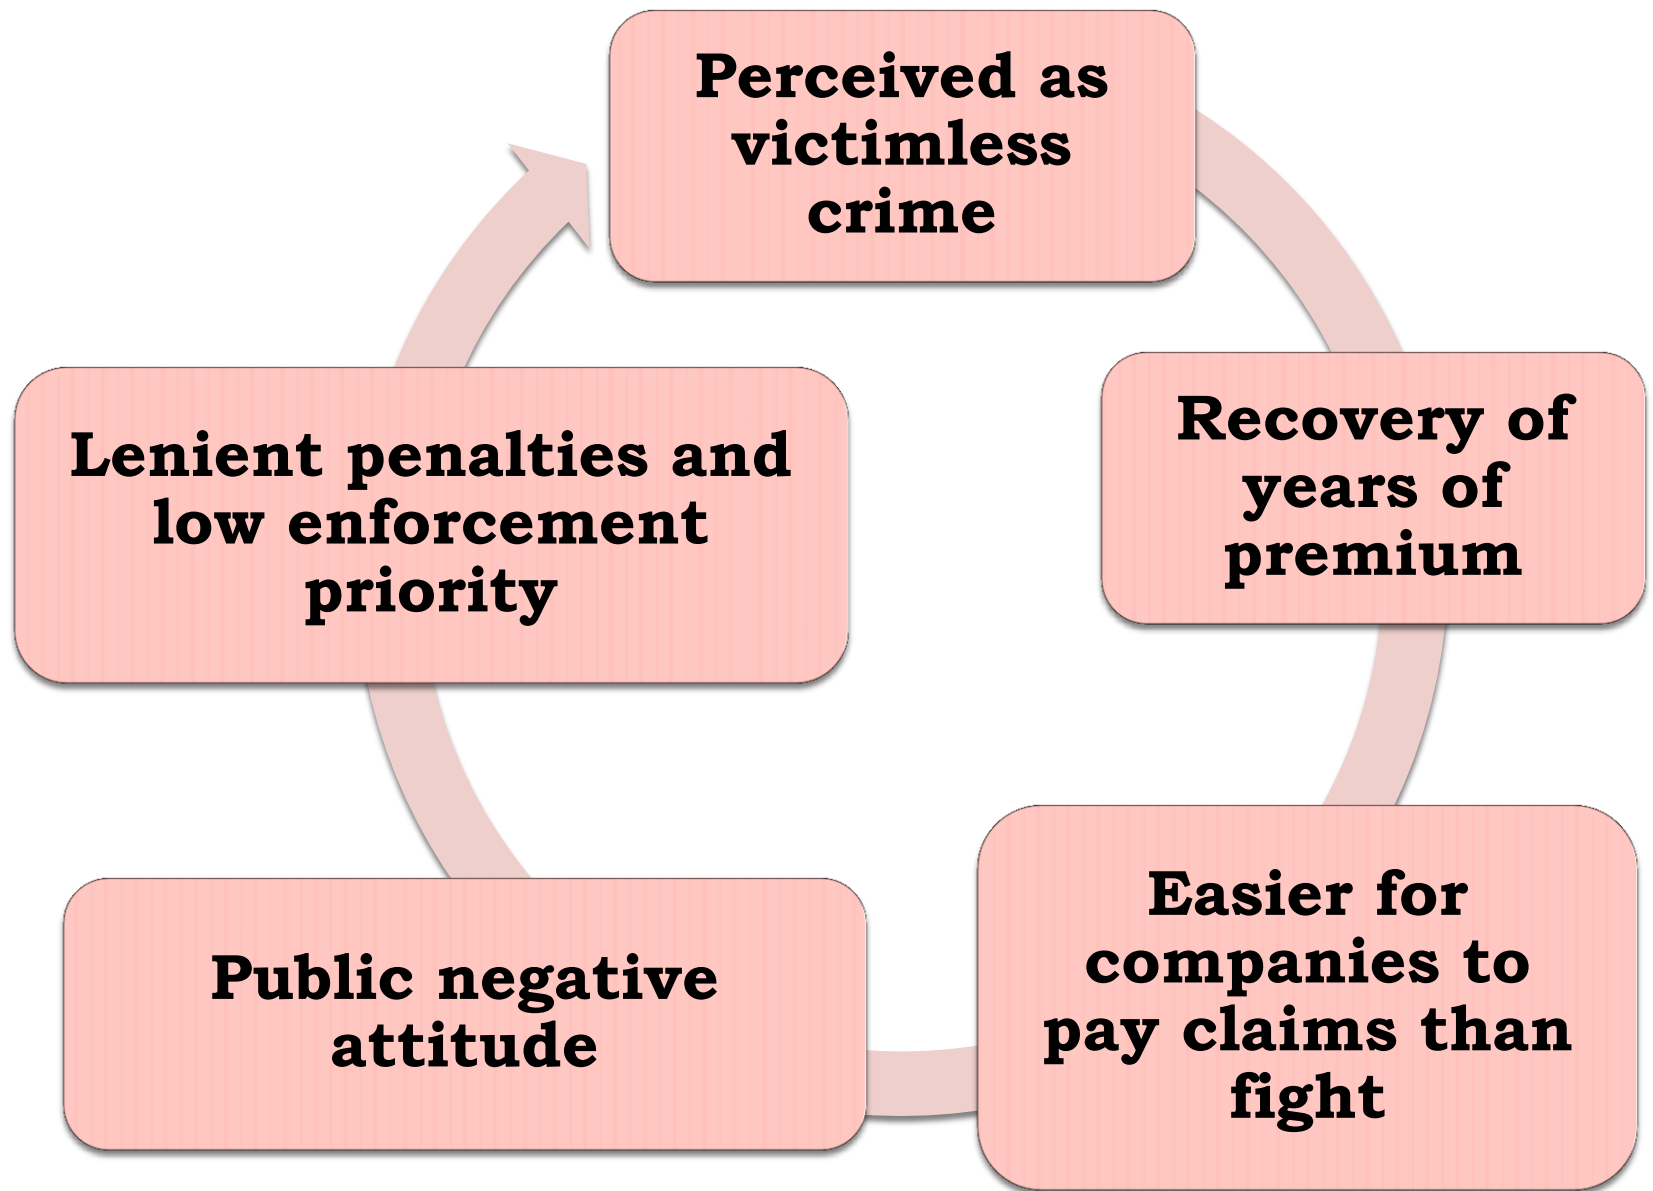 Perceived as
victimless
crime
Recovery of
years of
premium
Easier for
companies to
pay claims than
fight
Public negative
attitude
Lenient penalties and
low enforcement
priority